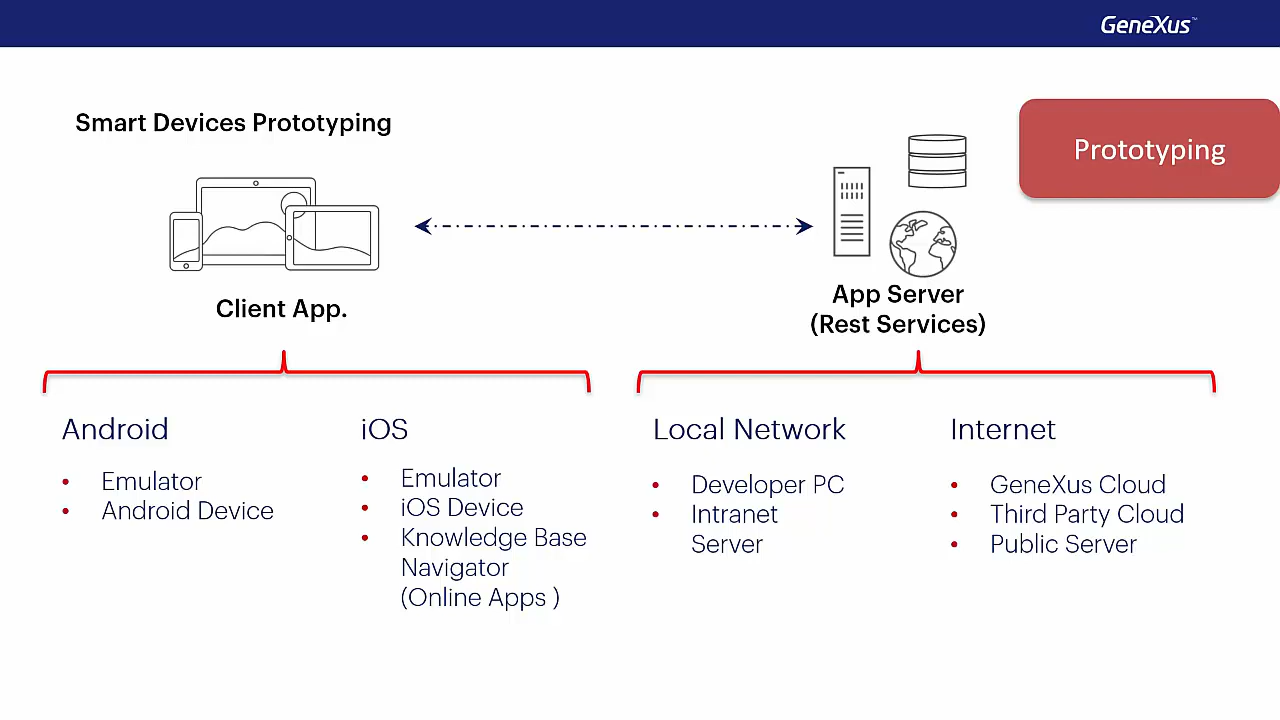 GeneXus™
Smart Devices Prototyping
Prototyping
Client App.
App Server
(Rest Services)
Android
• Emulator
• Android Device
iOS
• Emulator
• iOS Device
• Knowledge Base
Navigator
(Online Apps )
Local Network
• Developer PC
• Intranet
Server
Internet
• GeneXus Cloud
• Third Party Cloud
• Public Server